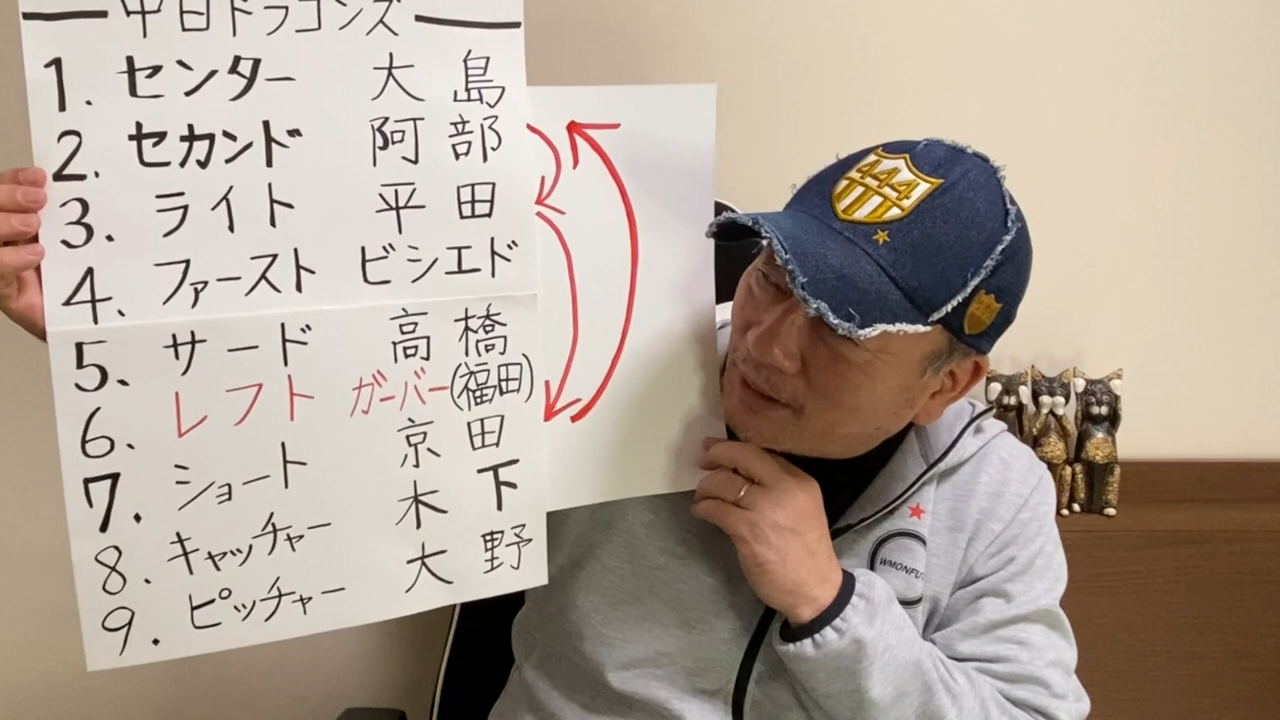 中日ドラゴンズ
1. センター 大島
2. セカンド 阿部
3. ライト 平田
4. ファースト ビシエド
5. サード 高橋
6. レフト ガーバー(福田)
7. ショート 京田
8. キャッチャー 木下
9. ピッチャー 大野
444
WMONFU